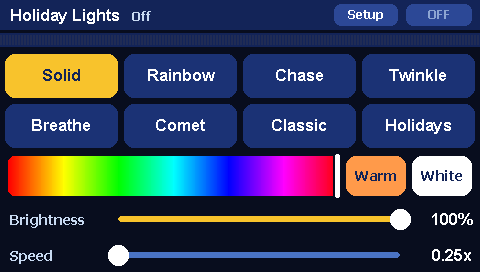 Holiday Lights Off Setup OFF
Solid Rainbow Chase Twinkle
Breathe Comet Classic Holidays
Warm White
Brightness 100%
Speed 0.25x